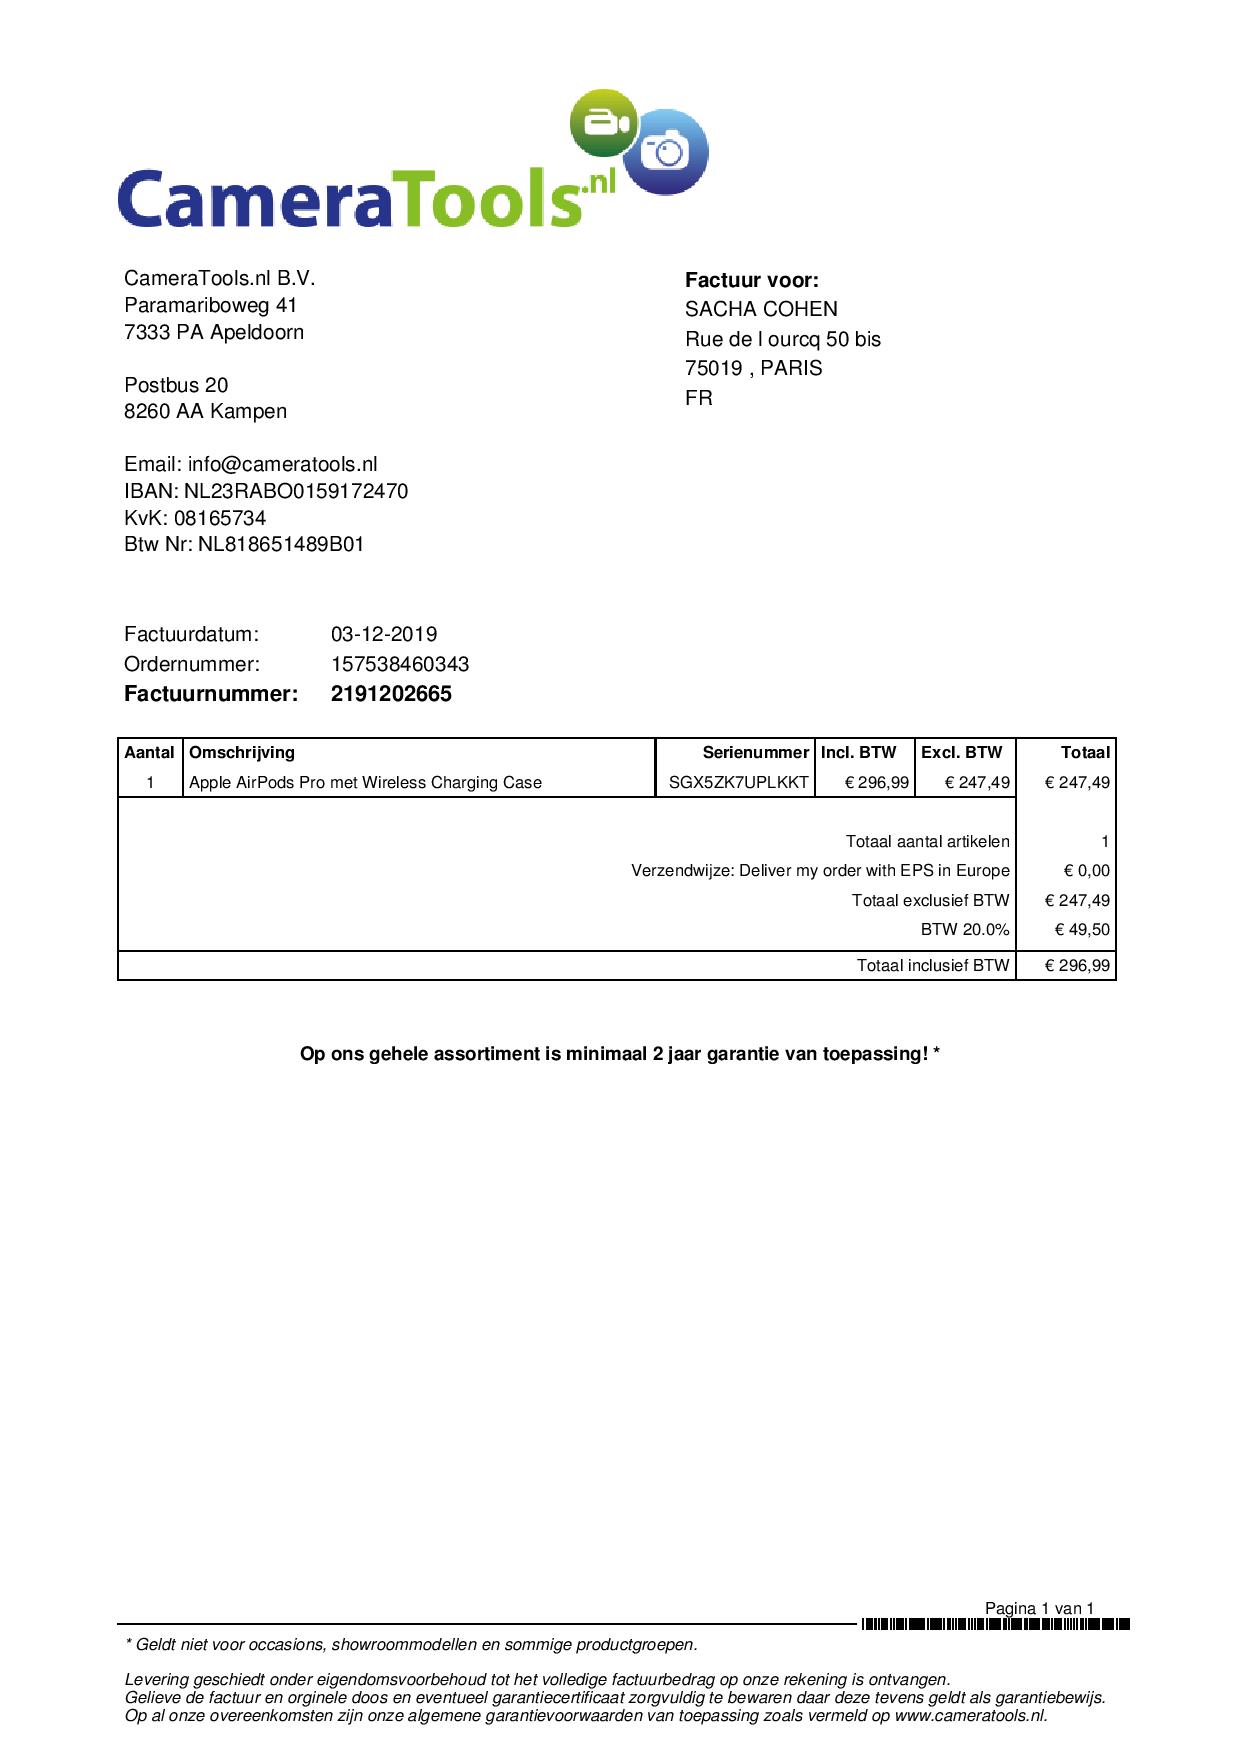 CameraTools.nl
CameraTools.nl B.V.
Paramariboweg 41
7333 PA Apeldoorn
Postbus 20
8260 AA Kampen
Email: info@cameratools.nl
IBAN: NL23RABO0159172470
KvK: 08165734
Btw Nr: NL818651489B01
Factuur voor:
SACHA COHEN
Rue de l ourcq 50 bis
75019 , PARIS
FR
Factuurdatum: 03-12-2019
Ordernummer: 157538460343
Factuurnummer: 2191202665
Aantal Omschrijving Serienummer Incl. BTW Excl. BTW Totaal
1 Apple AirPods Pro met Wireless Charging Case SGX5ZK7UPLKKT € 296,99 € 247,49 € 247,49
Totaal aantal artikelen 1
Verzendwijze: Deliver my order with EPS in Europe € 0,00
Totaal exclusief BTW € 247,49
BTW 20.0% € 49,50
Totaal inclusief BTW € 296,99
Op ons gehele assortiment is minimaal 2 jaar garantie van toepassing! *
Pagina 1 van 1
* Geldt niet voor occasions, showroommodellen en sommige productgroepen.
Levering geschiedt onder eigendomsvoorbehoud tot het volledige factuurbedrag op onze rekening is ontvangen.
Gelieve de factuur en orginele doos en eventueel garantiecertificaat zorgvuldig te bewaren daar deze tevens geldt als garantiebewijs.
Op al onze overeenkomsten zijn onze algemene garantievoorwaarden van toepassing zoals vermeld op www.cameratools.nl.